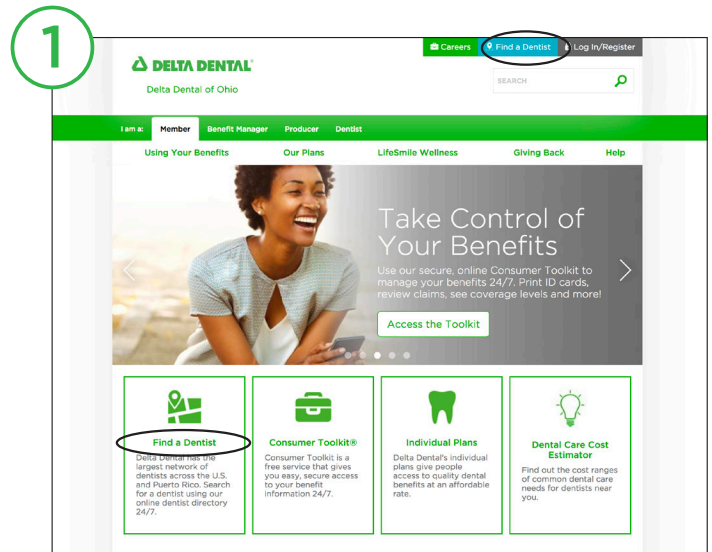 1
Careers Find a Dentist Log In/Register
DELTA DENTAL®
SEARCH
Delta Dental of Ohio
I am a: Member Benefit Manager Producer Dentist
Using Your Benefits Our Plans LifeSmile Wellness Giving Back Help
Take Control of
Your Benefits
Use our secure, online Consumer Toolkit to
manage your benefits 24/7. Print ID cards,
review claims, see coverage levels and more!
Access the Toolkit
Find a Dentist
Delta Dental has the
largest network of
dentists across the U.S.
and Puerto Rico. Search
for a dentist using our
online dentist directory
24/7.
Consumer Toolkit®
Consumer Toolkit is a
free service that gives
you easy, secure access
to your benefit
information 24/7.
Individual Plans
Delta Dental's individual
plans give people
access to quality dental
benefits at an affordable
rate.
Dental Care Cost
Estimator
Find out the cost ranges
of common dental care
needs for dentists near
you.